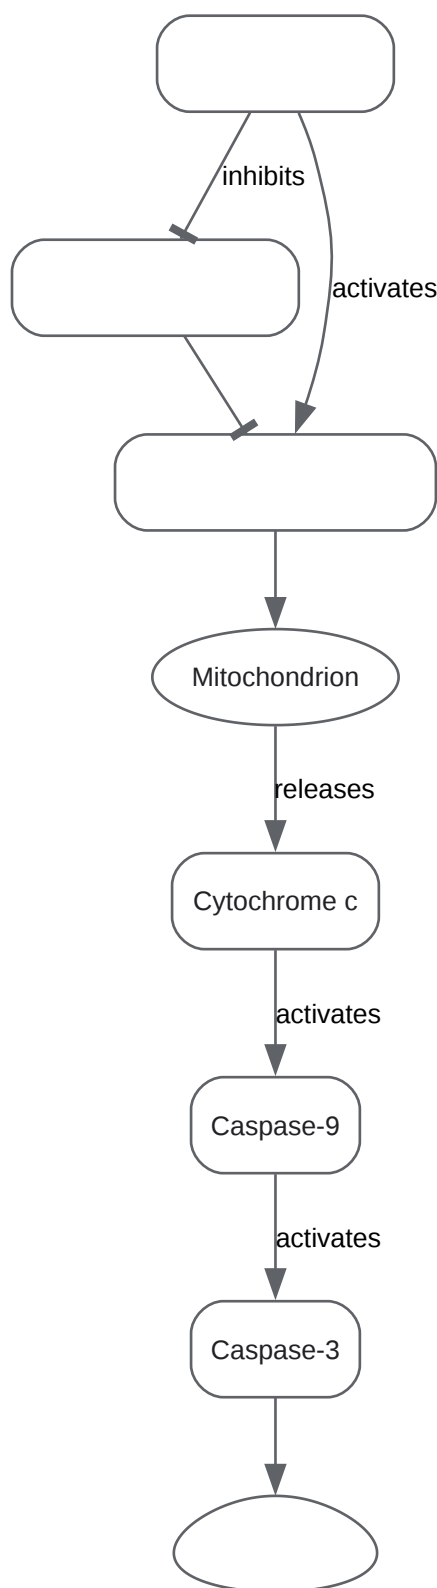 inhibits
activates
Mitochondrion
releases
Cytochrome c
activates
Caspase-9
activates
Caspase-3